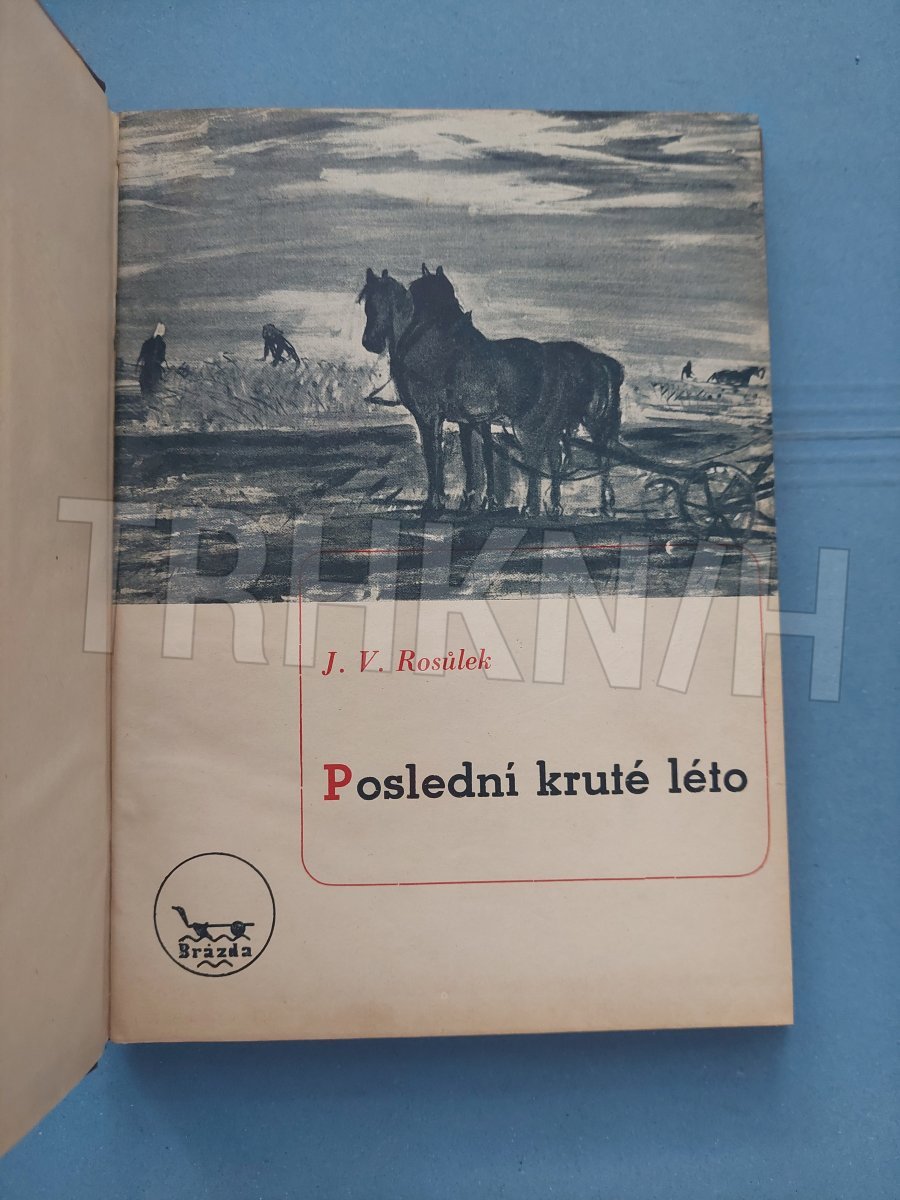 TRHKNIH
J. V. Rosůlek
Poslední kruté léto
Brázda